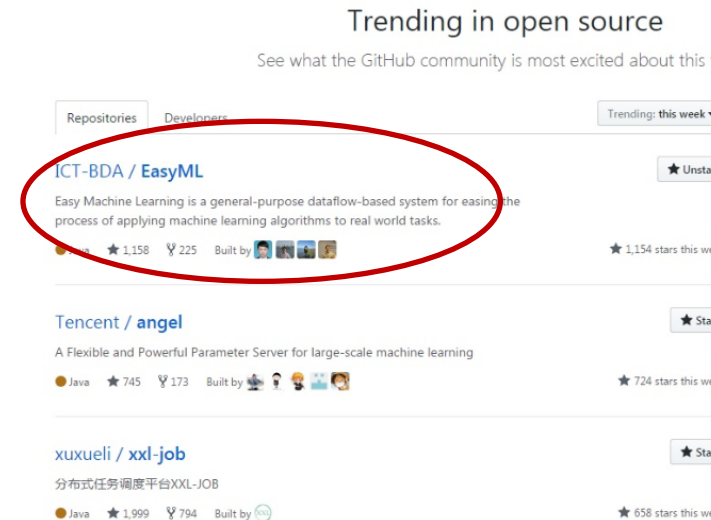 Trending in open source
See what the GitHub community is most excited about this
Repositories Developers
Trending: this week
ICT-BDA / EasyML
Unsta
Easy Machine Learning is a general-purpose dataflow-based system for easing the
process of applying machine learning algorithms to real world tasks.
Java 1,158 225 Built by 1,154 stars this we
Tencent / angel
Sta
A Flexible and Powerful Parameter Server for large-scale machine learning
Java 745 173 Built by 724 stars this we
xuxueli / xxl-job
Sta
分布式任务调度平台XXL-JOB
Java 1,999 794 Built by 658 stars this we